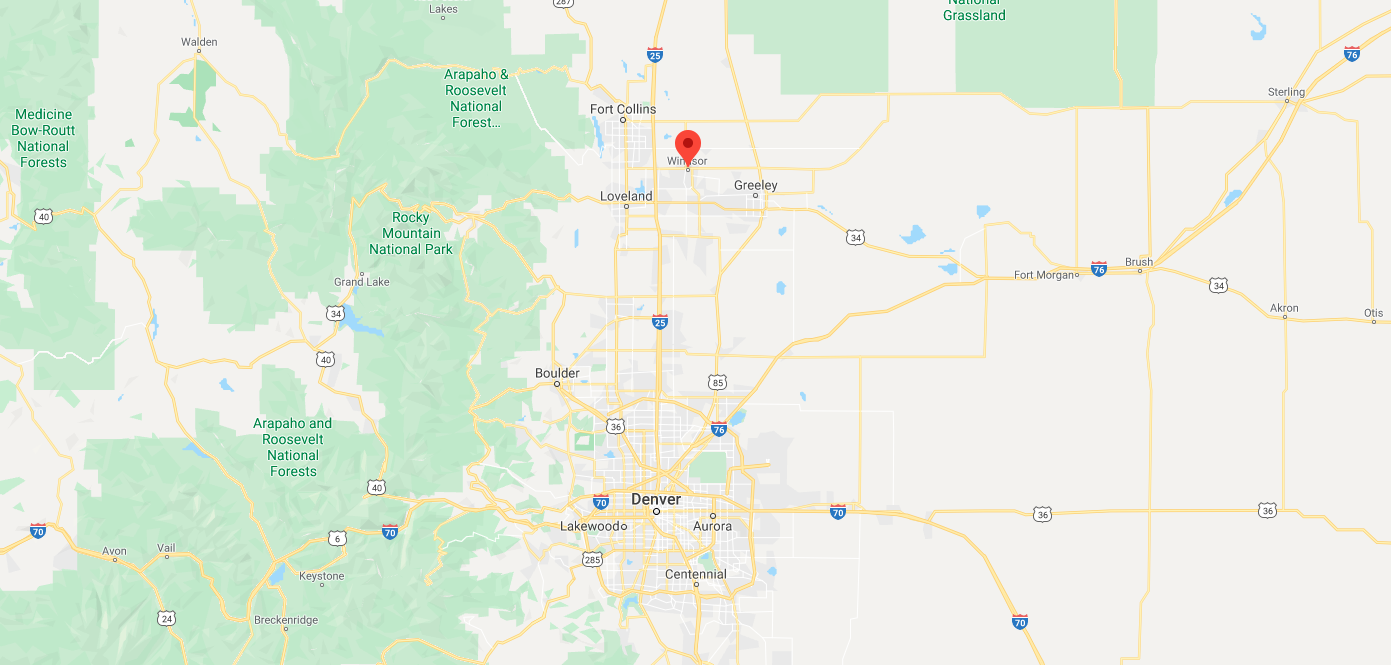 National
Grassland
Lakes
287
Walden
25
76
Arapaho &
Roosevelt
National
Forest...
Sterling
Medicine
Bow-Routt
National
Forests
Fort Collins
Windsor
Greeley
Loveland
40
Rocky
Mountain
National Park
34
Fort Morgan
76
Brush
Grand Lake
34
34
Akron
Otis
25
40
Boulder
85
Arapaho and
Roosevelt
National
Forests
36
76
40
Denver
70
70
36
36
Lakewood
Aurora
70
70
6
Avon
Vail
285
Centennial
Keystone
24
Breckenridge
70